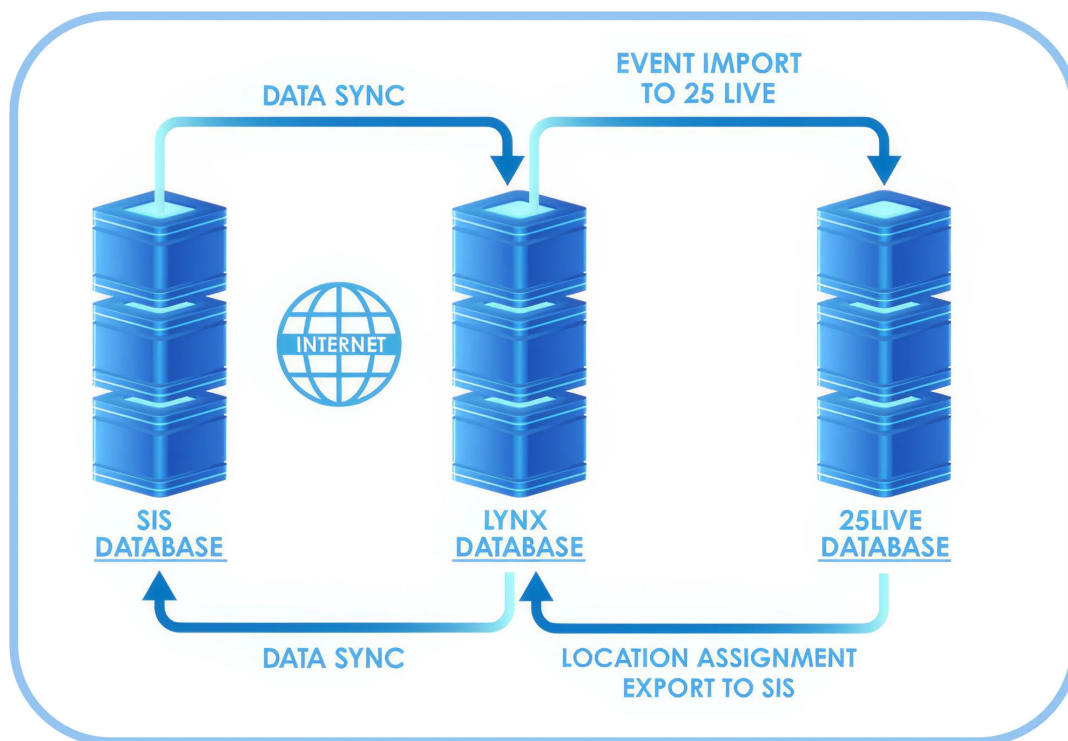 DATA SYNC
EVENT IMPORT
TO 25 LIVE
INTERNET
SIS
DATABASE
LYNX
DATABASE
25LIVE
DATABASE
DATA SYNC
LOCATION ASSIGNMENT
EXPORT TO SIS